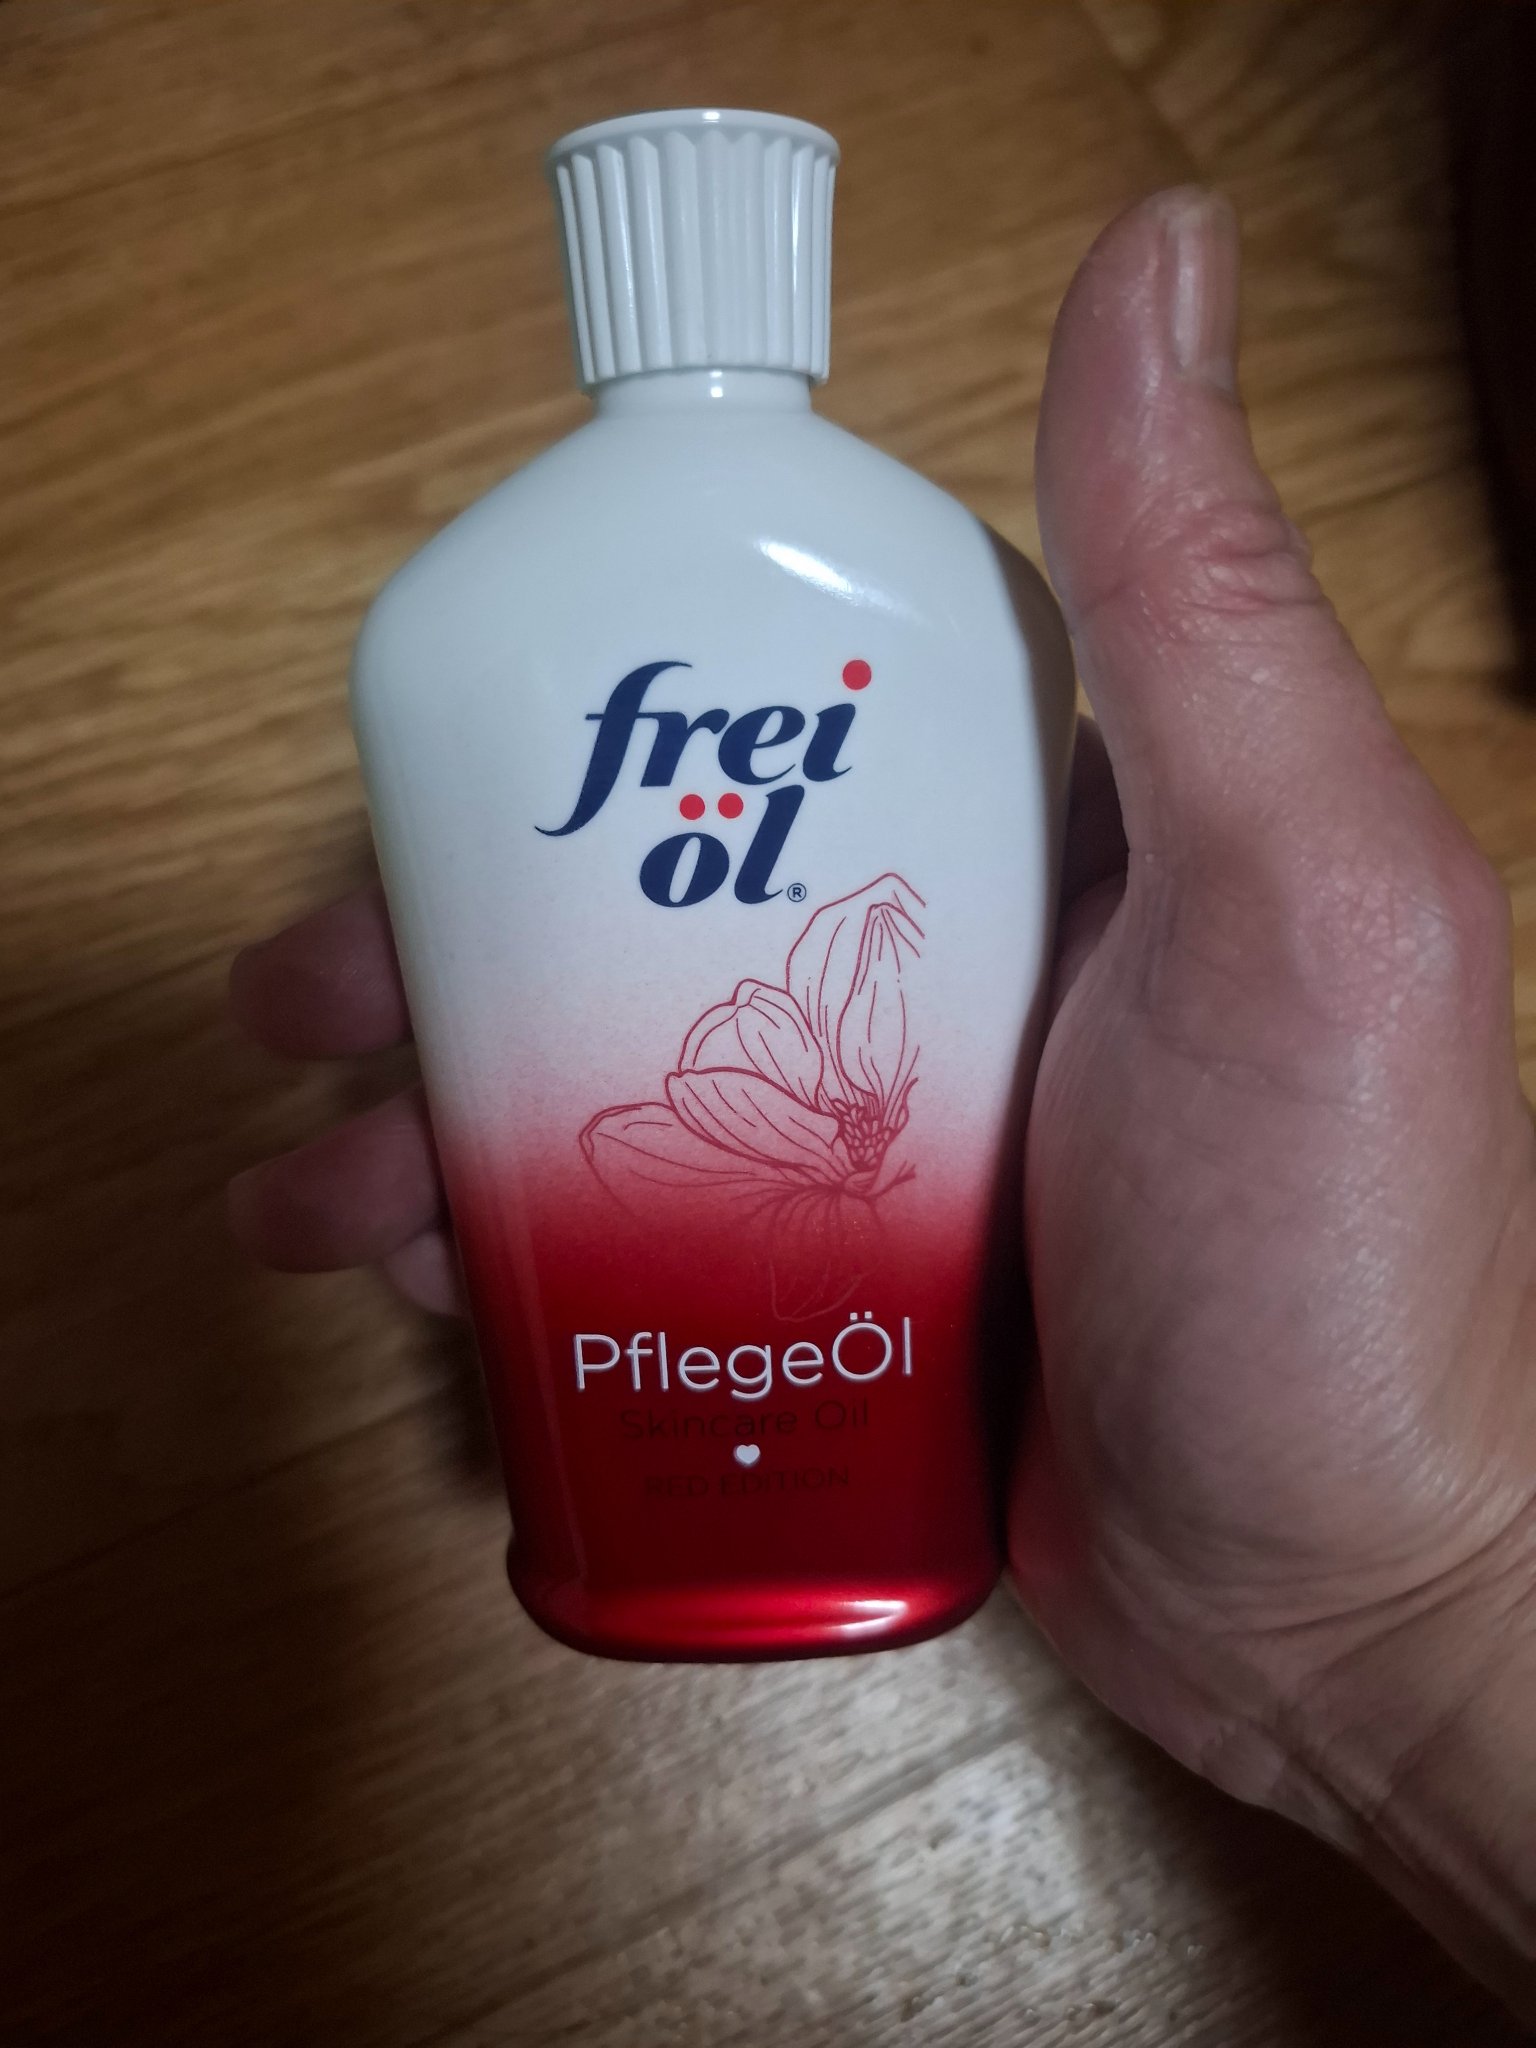 frei
öl®
PflegeÖl
Skincare Oil
RED EDITION